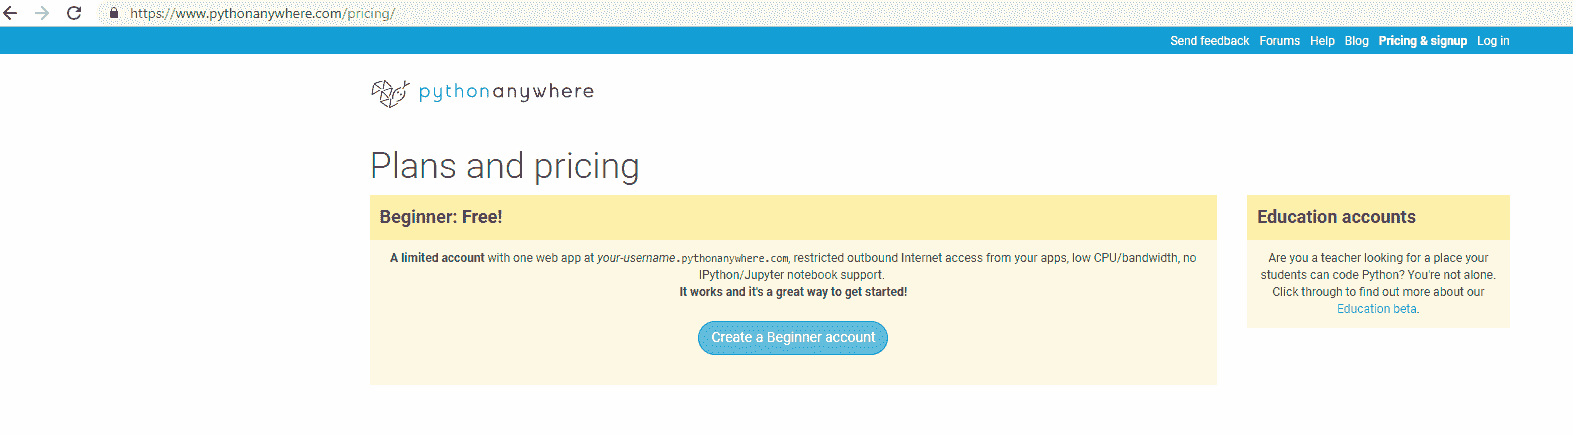 https://www.pythonanywhere.com/pricing/
Send feedback Forums Help Blog Pricing & signup Log in
pythonanywhere
Plans and pricing
Beginner: Free!
A limited account with one web app at your-username.pythonanywhere.com, restricted outbound Internet access from your apps, low CPU/bandwidth, no
IPython/Jupyter notebook support.
It works and it's a great way to get started!
Create a Beginner account
Education accounts
Are you a teacher looking for a place your
students can code Python? You're not alone.
Click through to find out more about our
Education beta.